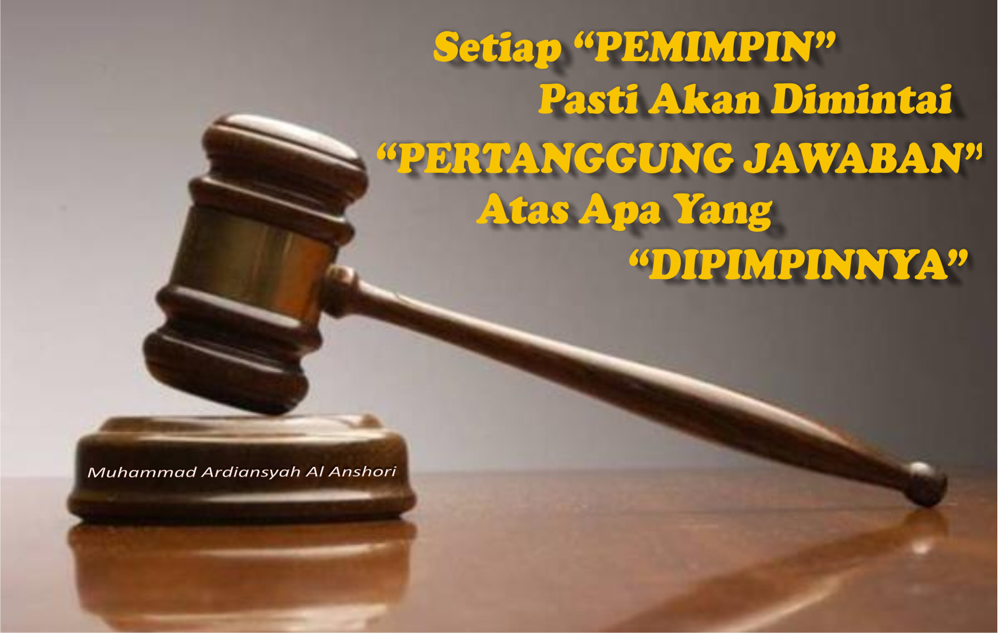 Setiap “PEMIMPIN”
Pasti Akan Dimintai
“PERTANGGUNG JAWABAN”
Atas Apa Yang
“DIPIMPINNYA”
Muhammad Ardiansyah Al Anshori